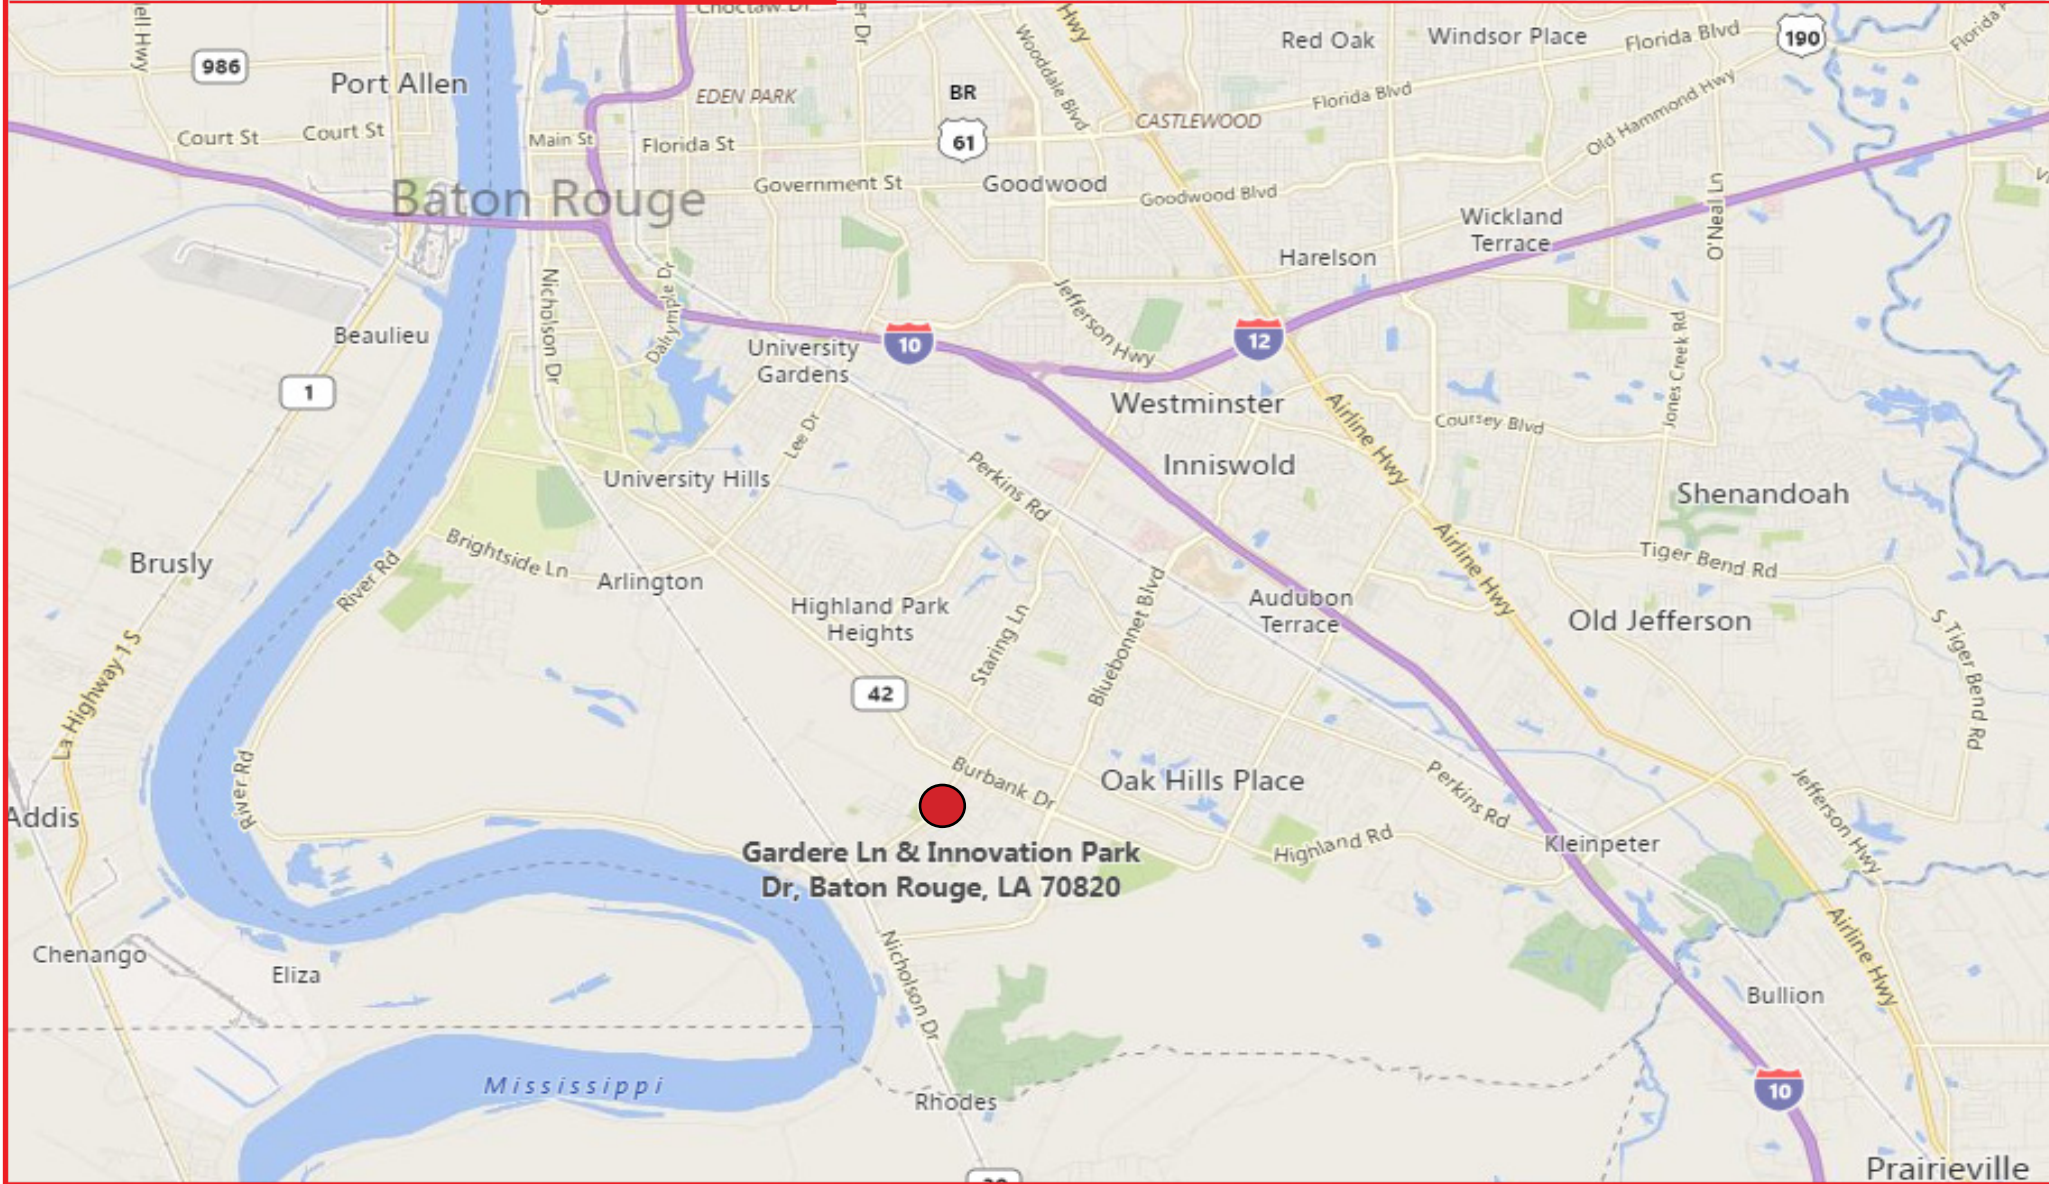 Choctaw Dr
986
Port Allen
EDEN PARK
BR
61
Wooddale Blvd
Hwy
Red Oak
Windsor Place
Florida Blvd
190
Florida
CASTLEWOOD
Florida Blvd
Old Hammond Hwy
Court St
Court St
Main St
Florida St
Baton Rouge
Government St
Goodwood
Goodwood Blvd
Wickland
Terrace
O'Neal Ln
Harelson
Nicholson Dr
Dalrymple Dr
Jefferson Hwy
Beaulieu
University
Gardens
10
12
Jones Creek Rd
1
Westminster
Airline Hwy
Coursey Blvd
Lee Dr
University Hills
Perkins Rd
Inniswold
Shenandoah
Brusly
River Rd
Brightside Ln
Arlington
Airline Hwy
Tiger Bend Rd
Highland Park
Heights
Staring Ln
Bluebonnet Blvd
Audubon
Terrace
Old Jefferson
S Tiger Bend Rd
La Highway 1 S
42
River Rd
Addis
Burbank Dr
Oak Hills Place
Perkins Rd
Jefferson Hwy
Gardere Ln & Innovation Park
Dr, Baton Rouge, LA 70820
Highland Rd
Kleinpeter
Chenango
Eliza
Nicholson Dr
Airline Hwy
Bullion
Mississippi
Rhodes
10
Prairieville